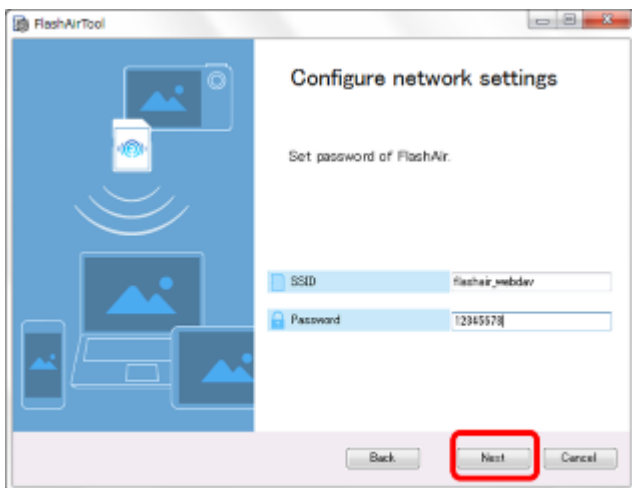 FlashAirTool
Configure network settings
Set password of FlashAir.
SSID flashair_webdav
Password 12345678
Back Next Cancel